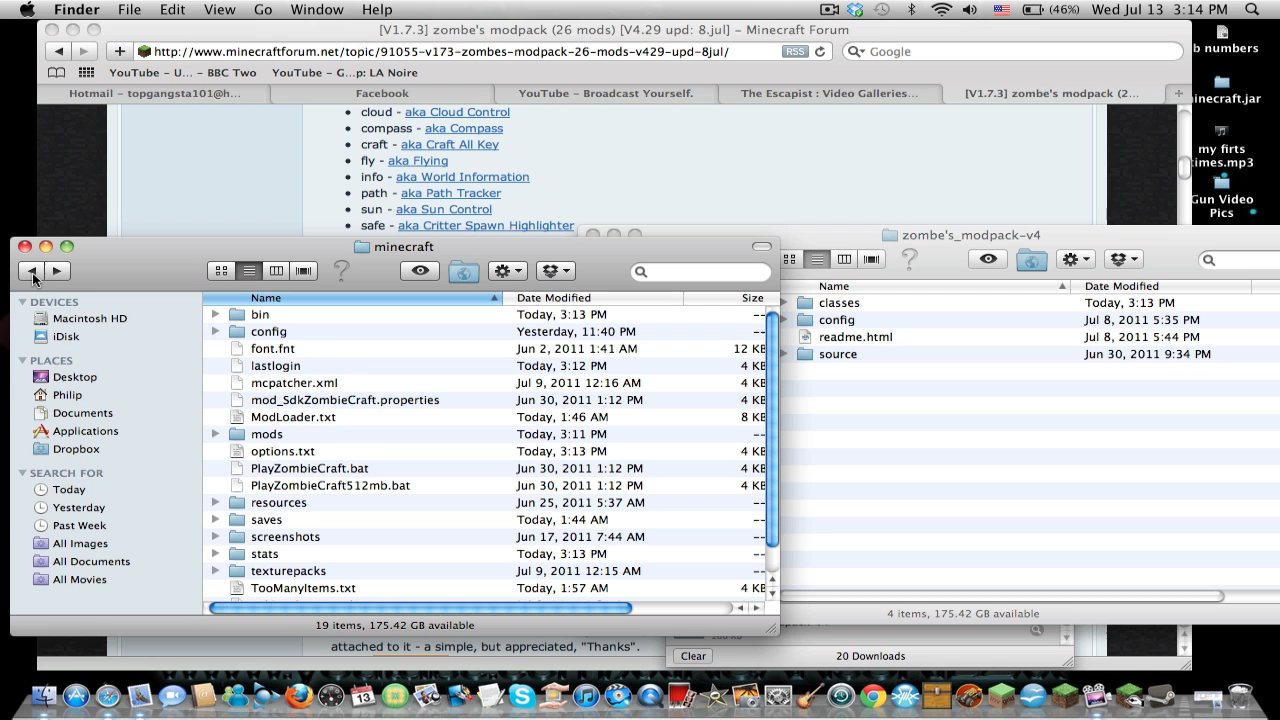 Finder File Edit View Go Window Help (46%) Wed Jul 13 3:14 PM
[V1.7.3] zombe's modpack (26 mods) [V4.29 upd: 8.jul] - Minecraft Forum
http://www.minecraftforum.net/topic/91055-v173-zombes-modpack-26-mods-v429-upd-8jul/ RSS Google
YouTube - U... - BBC Two YouTube - G...p: LA Noire
Hotmail - topgangsta101@h... Facebook YouTube - Broadcast Yourself. The Escapist : Video Galleries... [V1.7.3] zombe's modpack (2...
b numbers
inecraft.jar
my firts
times.mp3
Gun Video
Pics
cloud - aka Cloud Control
compass - aka Compass
craft - aka Craft All Key
fly - aka Flying
info - aka World Information
path - aka Path Tracker
sun - aka Sun Control
safe - aka Critter Spawn Highlighter
minecraft
DEVICES
Macintosh HD
iDisk
PLACES
Desktop
Philip
Documents
Applications
Dropbox
SEARCH FOR
Today
Yesterday
Past Week
All Images
All Documents
All Movies
Name Date Modified Size
bin Today, 3:13 PM --
config Yesterday, 11:40 PM --
font.fnt Jun 2, 2011 1:41 AM 12 KB
lastlogin Today, 3:12 PM 4 KB
mcpatcher.xml Jul 9, 2011 12:16 AM 4 KB
mod_SdkZombieCraft.properties Jun 30, 2011 1:12 PM 4 KB
ModLoader.txt Today, 1:46 AM 8 KB
mods Today, 3:11 PM --
options.txt Today, 3:13 PM 4 KB
PlayZombieCraft.bat Jun 30, 2011 1:12 PM 4 KB
PlayZombieCraft512mb.bat Jun 30, 2011 1:12 PM 4 KB
resources Jun 25, 2011 5:37 AM --
saves Today, 1:44 AM --
screenshots Jun 17, 2011 7:44 AM --
stats Today, 3:13 PM --
texturepacks Jul 9, 2011 12:15 AM --
TooManyItems.txt Today, 1:57 AM 4 KB
19 items, 175.42 GB available
zombe's_modpack-v4
Name Date Modified
classes Today, 3:13 PM
config Jul 8, 2011 5:35 PM
readme.html Jul 8, 2011 5:44 PM
source Jun 30, 2011 9:34 PM
4 items, 175.42 GB available
attached to it - a simple, but appreciated, "Thanks".
Clear 20 Downloads